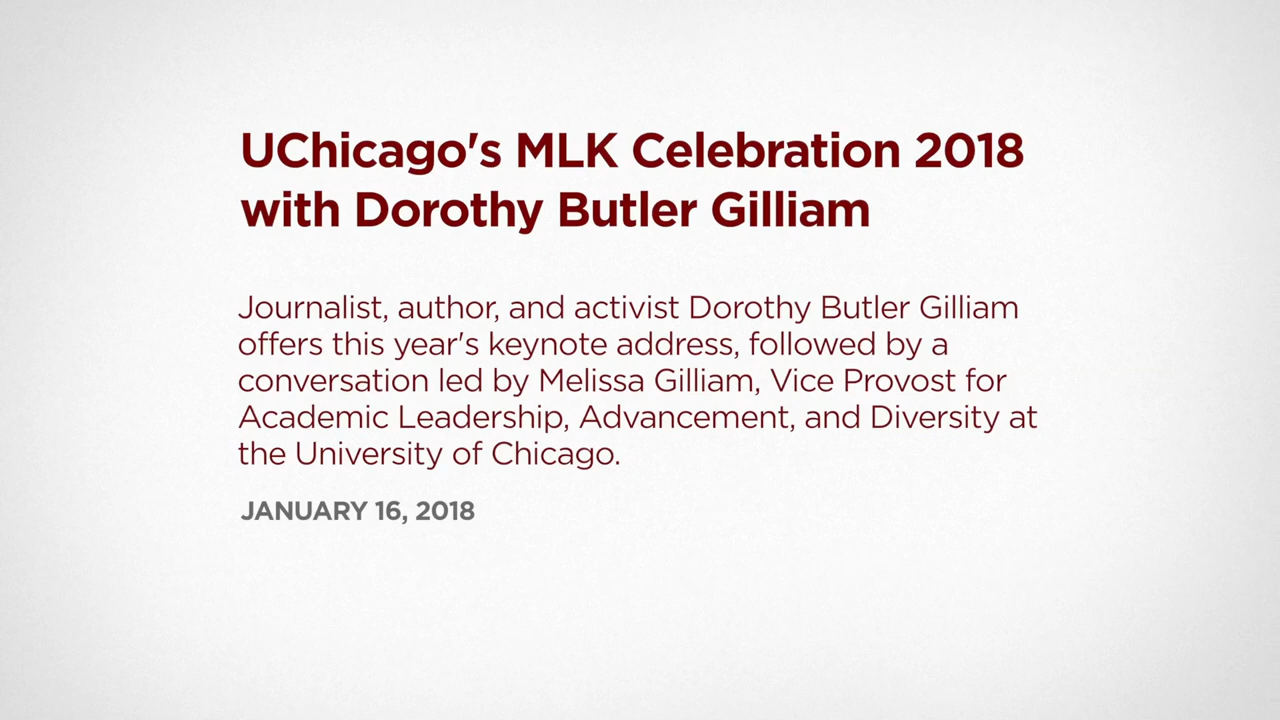 UChicago's MLK Celebration 2018
with Dorothy Butler Gilliam
Journalist, author, and activist Dorothy Butler Gilliam
offers this year's keynote address, followed by a
conversation led by Melissa Gilliam, Vice Provost for
Academic Leadership, Advancement, and Diversity at
the University of Chicago.
JANUARY 16, 2018